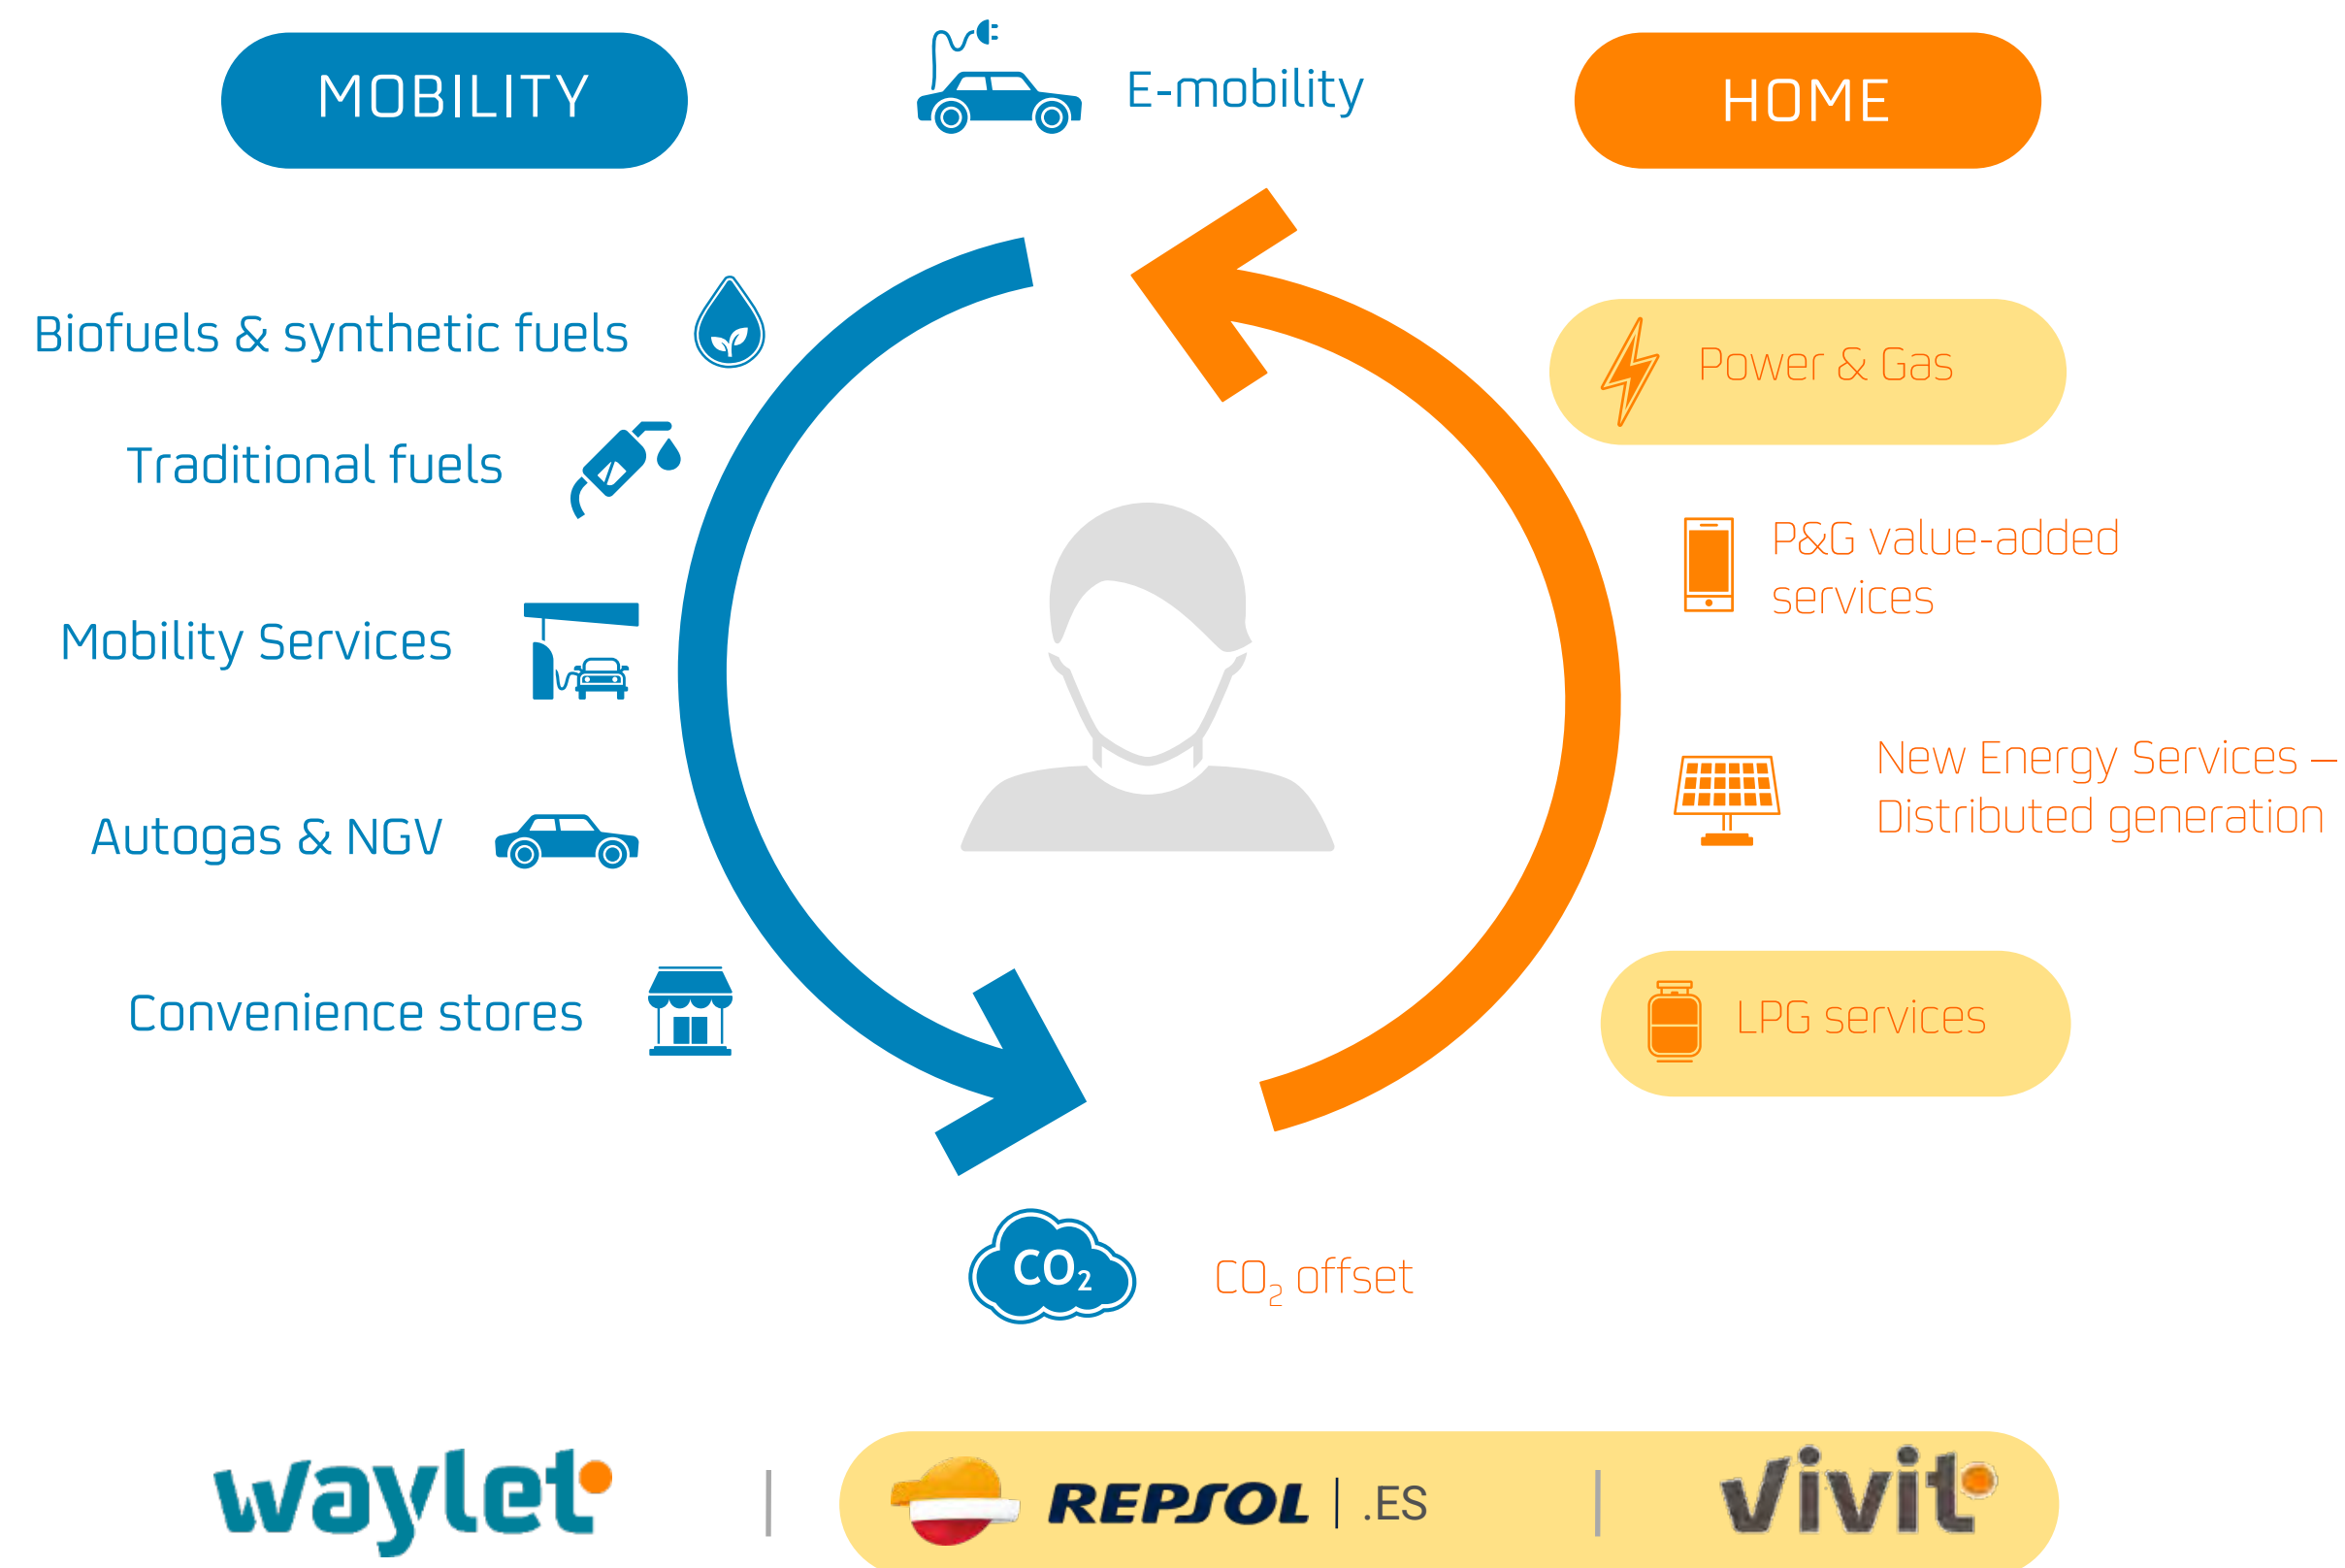 MOBILITY
E-mobility
HOME
Biofuels & synthetic fuels
Traditional fuels
Mobility Services
Autogas & NGV
Convenience stores
Power & Gas
P&G value-added
services
New Energy Services –
Distributed generation
LPG services
CO₂
CO₂ offset
waylet
REPSOL | .ES
vivit